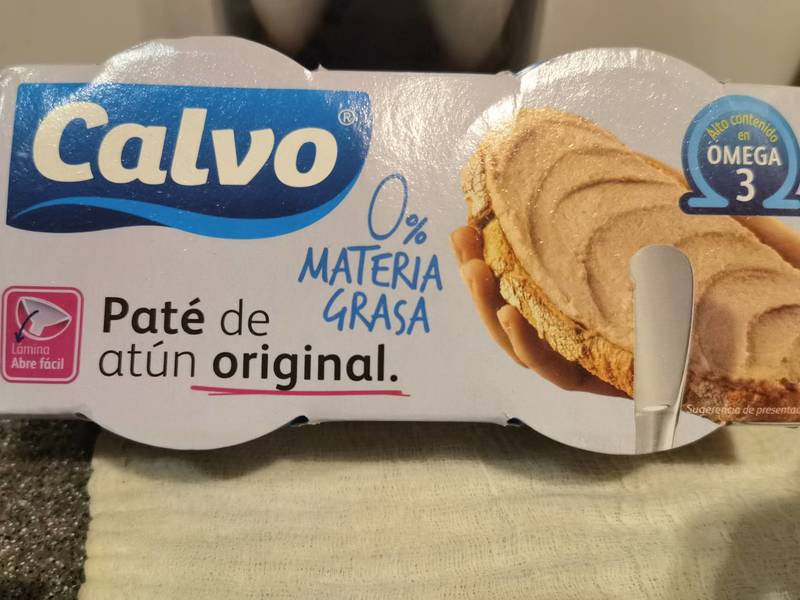 Calvo®
0%
MATERIA
GRASA
Paté de
atún original.
Lámina
Abre fácil
Alto contenido
en
OMEGA
3
Sugerencia de presentac